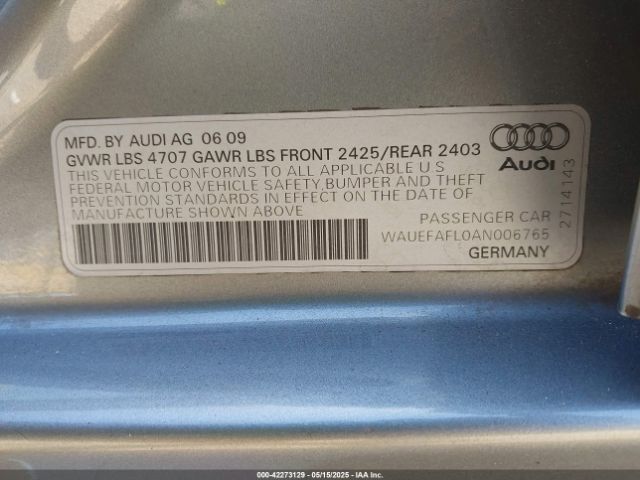 MFD. BY AUDI AG 06 09
GVWR LBS 4707 GAWR LBS FRONT 2425/REAR 2403
THIS VEHICLE CONFORMS TO ALL APPLICABLE U.S
FEDERAL MOTOR VEHICLE SAFETY,BUMPER AND THEFT
PREVENTION STANDARDS IN EFFECT ON THE DATE OF
MANUFACTURE SHOWN ABOVE
Audi
PASSENGER CAR
WAUEFAFL0AN006765
GERMANY
2714143
000-42273129 - 05/15/2025 - IAA Inc.